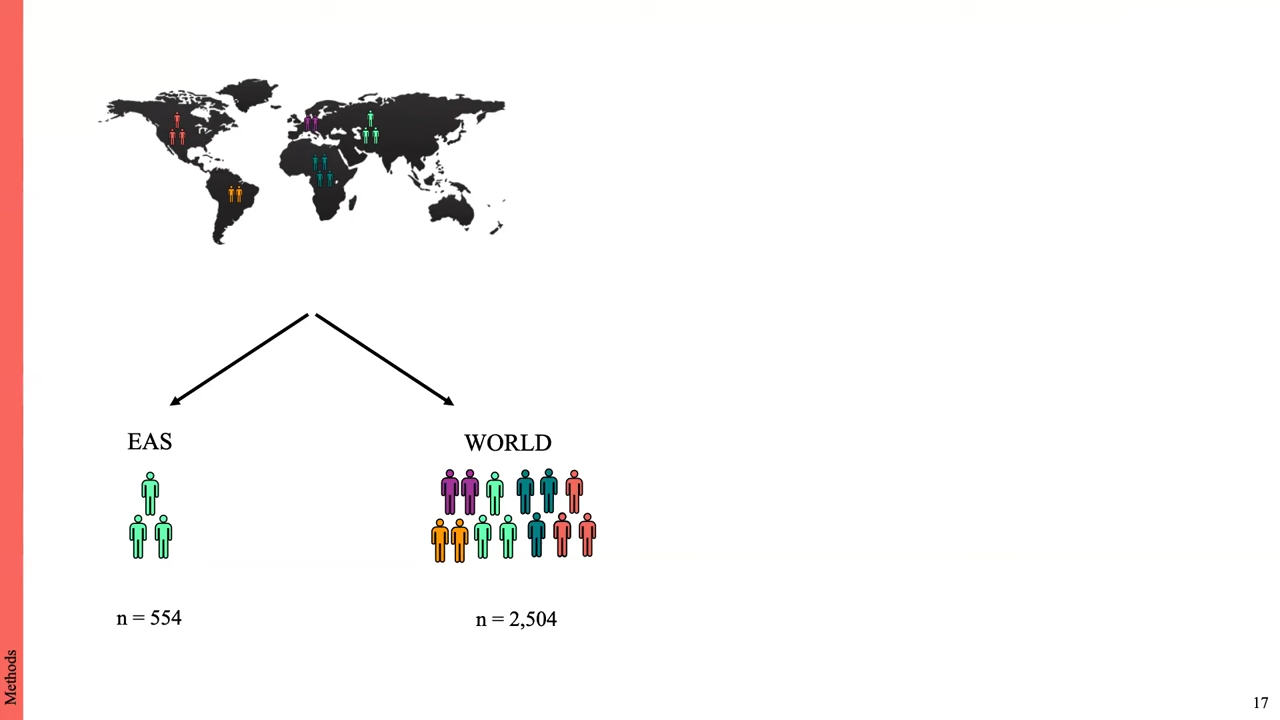 EAS
WORLD
n = 554
n = 2,504
Methods
17